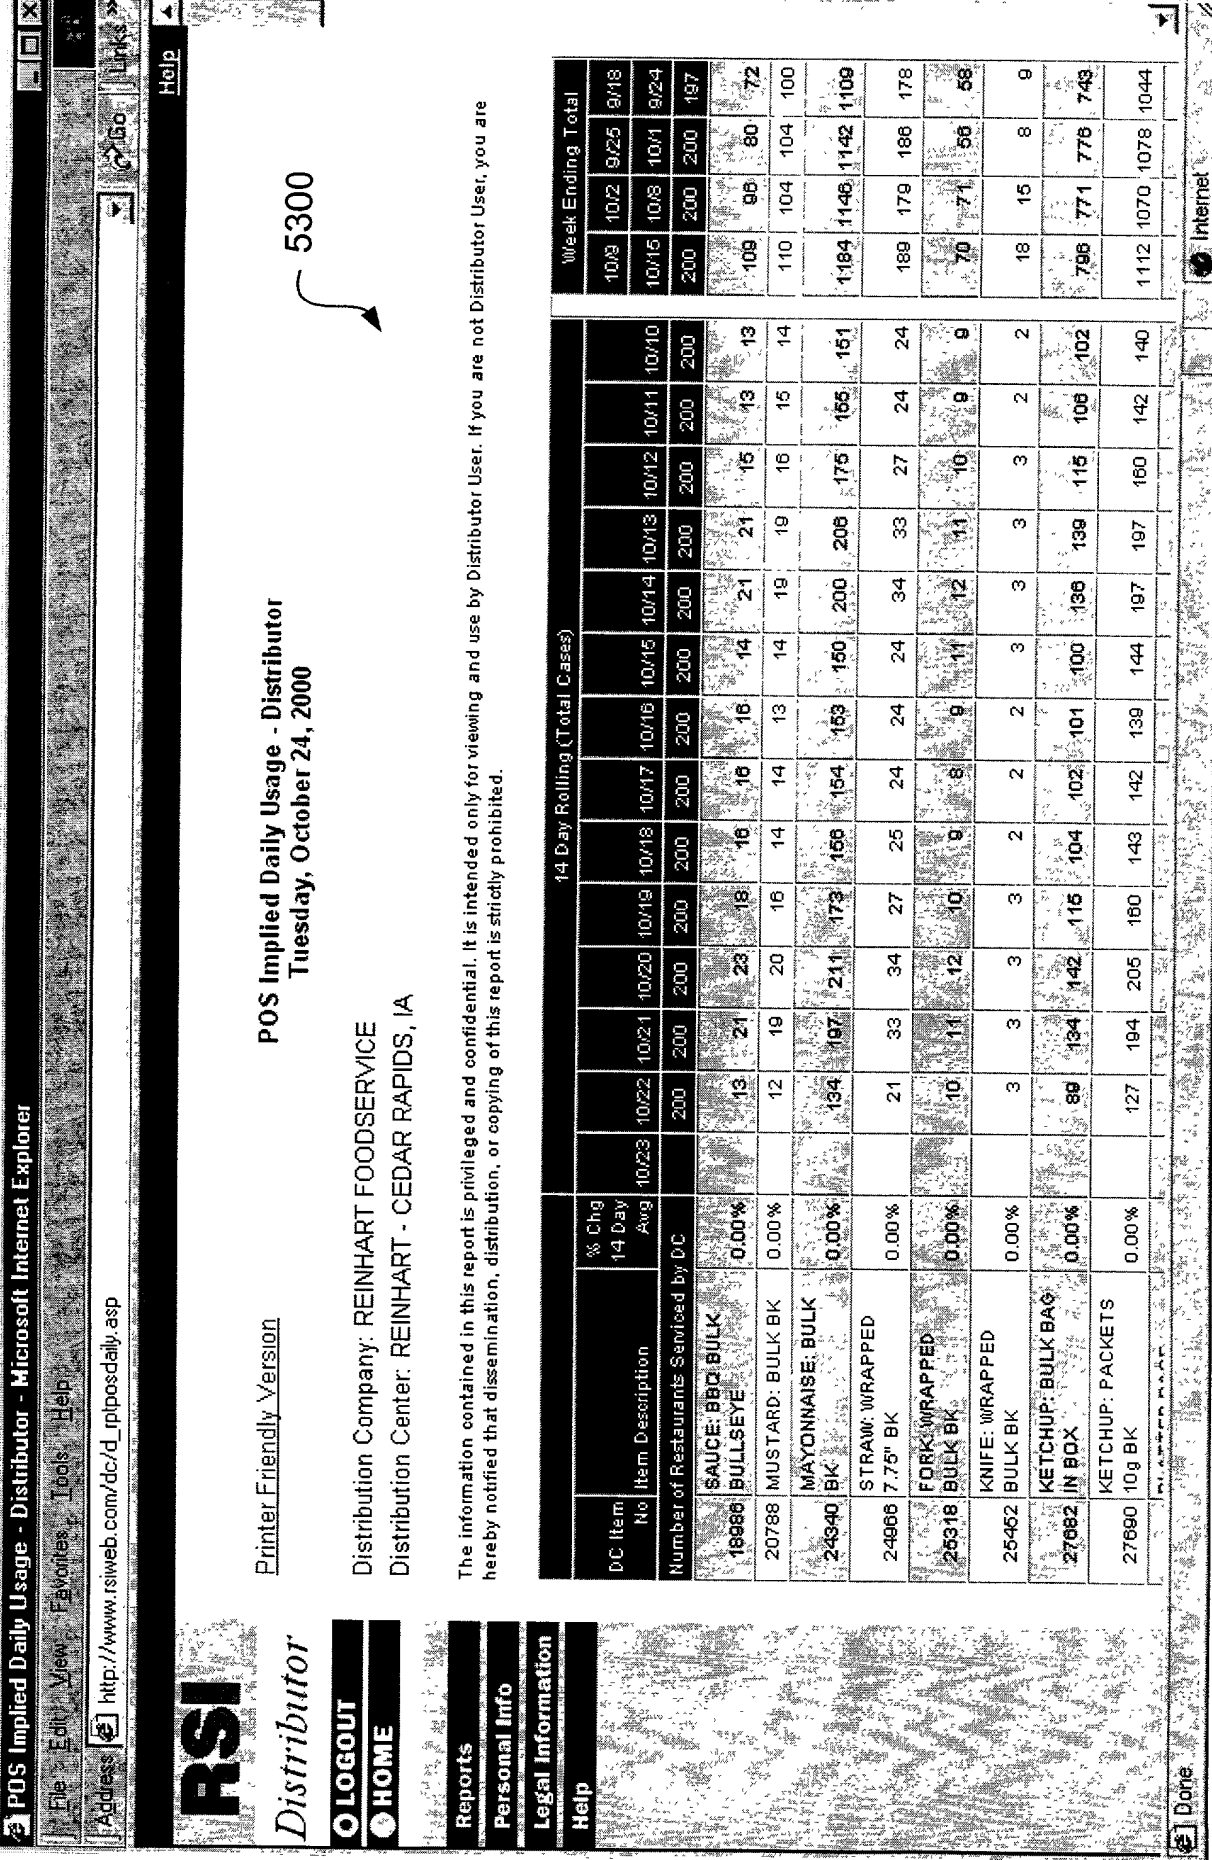 POS Implied Daily Usage - Distributor - Microsoft Internet Explorer
File Edit View Favorites Tools Help
Address http://www.rsiweb.com/dc/d_rptposdaily.asp Go Links »
Help
RSI
Distributor
LOGOUT
HOME
Reports
Personal Info
Legal Information
Help
Printer Friendly Version
POS Implied Daily Usage - Distributor
Tuesday, October 24, 2000
5300
Distribution Company: REINHART FOODSERVICE
Distribution Center: REINHART - CEDAR RAPIDS, IA
The information contained in this report is privileged and confidential. It is intended only for viewing and use by Distributor User. If you are not Distributor User, you are
hereby notified that dissemination, distribution, or copying of this report is strictly prohibited.
14 Day Rolling (Total Cases) Week Ending Total
% Chg 10/9 10/2 9/25 9/18
DC Item 14 Day
No Item Description Avg 10/23 10/22 10/21 10/20 10/19 10/18 10/17 10/16 10/15 10/14 10/13 10/12 10/11 10/10 10/15 10/8 10/1 9/24
Number of Restaurants Serviced by DC 200 200 200 200 200 200 200 200 200 200 200 200 200 200 200 200 197
SAUCE: BBQ BULK
18986 BULLSEYE 0.00% 13 21 23 18 16 16 16 14 21 21 15 13 13 109 96 80 72
20788 MUSTARD: BULK BK 0.00% 12 19 20 16 14 14 13 14 19 19 16 15 14 110 104 104 100
MAYONNAISE: BULK
24340 BK 0.00% 134 197 211 173 156 154 153 150 200 206 175 155 151 1184 1146 1142 1109
STRAW: WRAPPED
24966 7.75" BK 0.00% 21 33 34 27 25 24 24 24 34 33 27 24 24 189 179 186 178
FORK: WRAPPED
25318 BULK BK 0.00% 10 11 12 10 9 8 9 11 12 11 10 9 9 70 71 56 58
KNIFE: WRAPPED
25452 BULK BK 0.00% 3 3 3 3 2 2 2 3 3 3 3 2 2 18 15 8 9
KETCHUP: BULK BAG
27682 IN BOX 0.00% 89 134 142 115 104 102 101 100 136 139 115 106 102 796 771 776 743
KETCHUP: PACKETS
27690 10g BK 0.00% 127 194 205 160 143 142 139 144 197 197 160 142 140 1112 1070 1078 1044
Done Internet